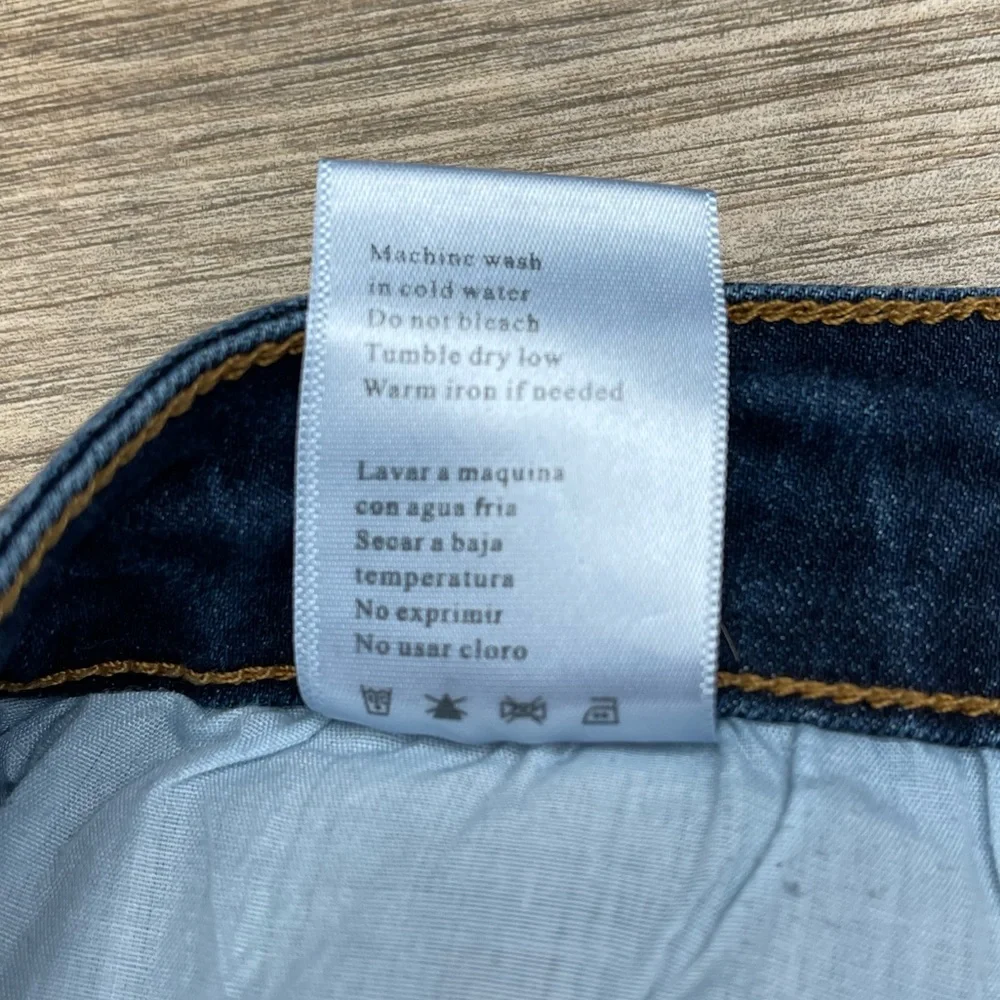 Machine wash
in cold water
Do not bleach
Tumble dry low
Warm iron if needed
Lavar a maquina
con agua fria
Secar a baja
temperatura
No exprimir
No usar cloro